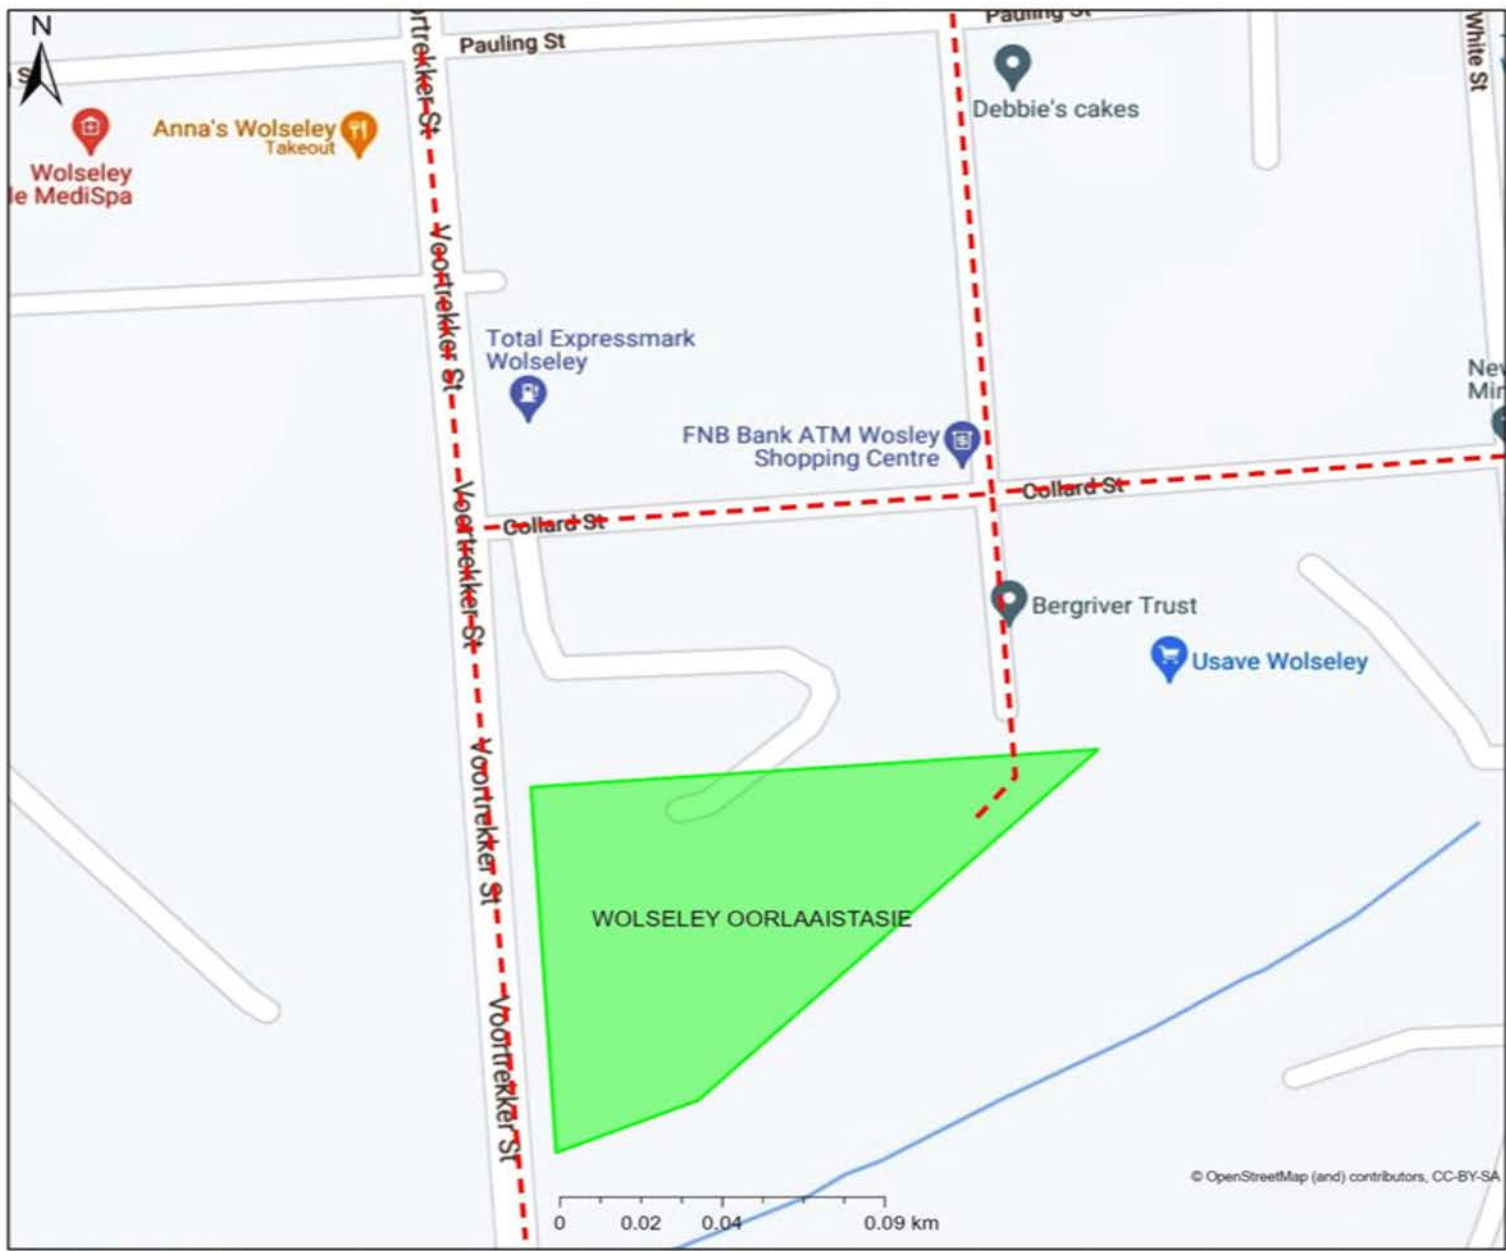 N
Pauling St
Pauling St
White St
Voortrekker St
Debbie's cakes
Anna's Wolseley
Takeout
Wolseley
le MediSpa
Voortrekker St
Total Expressmark
Wolseley
FNB Bank ATM Wosley
Shopping Centre
Collard St
Collard St
Voortrekker St
Bergriver Trust
Usave Wolseley
Voortrekker St
WOLSELEY OORLAAISTASIE
Voortrekker St
© OpenStreetMap (and) contributors, CC-BY-SA
0 0.02 0.04 0.09 km